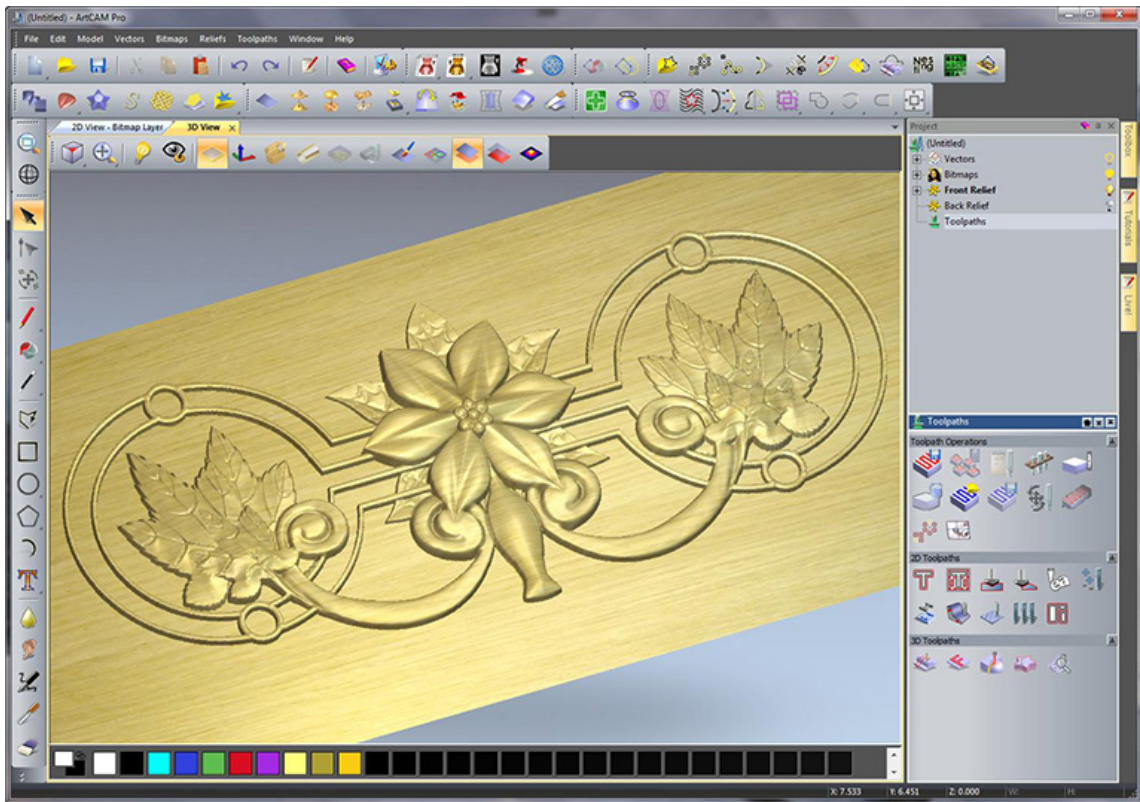 (Untitled) - ArtCAM Pro
File Edit Model Vectors Bitmaps Reliefs Toolpaths Window Help
NES
TING
2D View - Bitmap Layer 3D View x
Project
(Untitled)
Vectors
Bitmaps
Front Relief
Back Relief
Toolpaths
Toolbox
Tutorials
Live!
Toolpaths
Toolpath Operations
2D Toolpaths
3D Toolpaths
X: 7.533 Y: 6.451 Z: 0.000 W: H: